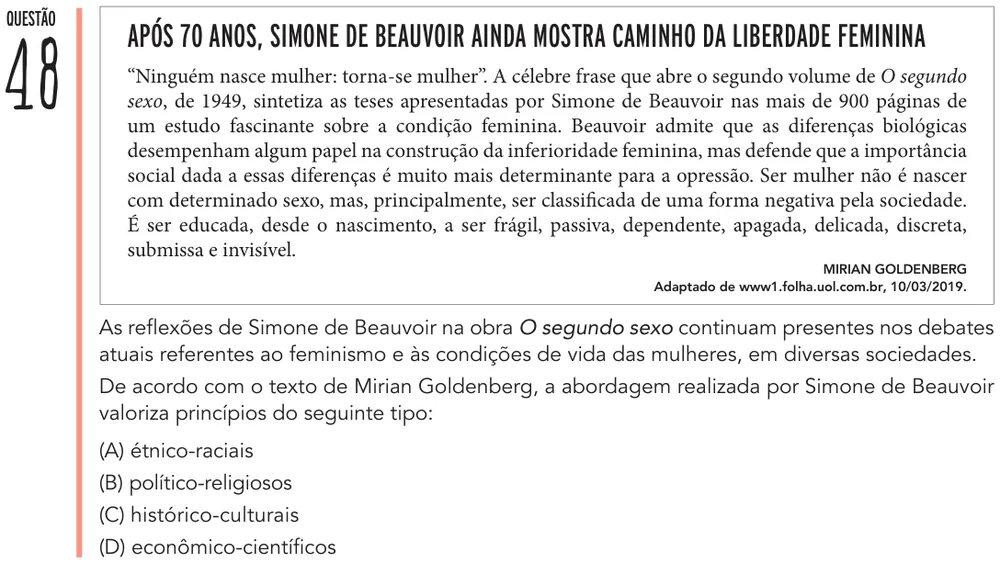 QUESTÃO
48
APÓS 70 ANOS, SIMONE DE BEAUVOIR AINDA MOSTRA CAMINHO DA LIBERDADE FEMININA
“Ninguém nasce mulher: torna-se mulher”. A célebre frase que abre o segundo volume de O segundo
sexo, de 1949, sintetiza as teses apresentadas por Simone de Beauvoir nas mais de 900 páginas de
um estudo fascinante sobre a condição feminina. Beauvoir admite que as diferenças biológicas
desempenham algum papel na construção da inferioridade feminina, mas defende que a importância
social dada a essas diferenças é muito mais determinante para a opressão. Ser mulher não é nascer
com determinado sexo, mas, principalmente, ser classificada de uma forma negativa pela sociedade.
É ser educada, desde o nascimento, a ser frágil, passiva, dependente, apagada, delicada, discreta,
submissa e invisível.
MIRIAN GOLDENBERG
Adaptado de www1.folha.uol.com.br, 10/03/2019.
As reflexões de Simone de Beauvoir na obra O segundo sexo continuam presentes nos debates
atuais referentes ao feminismo e às condições de vida das mulheres, em diversas sociedades.
De acordo com o texto de Mirian Goldenberg, a abordagem realizada por Simone de Beauvoir
valoriza princípios do seguinte tipo:
(A) étnico-raciais
(B) político-religiosos
(C) histórico-culturais
(D) econômico-científicos